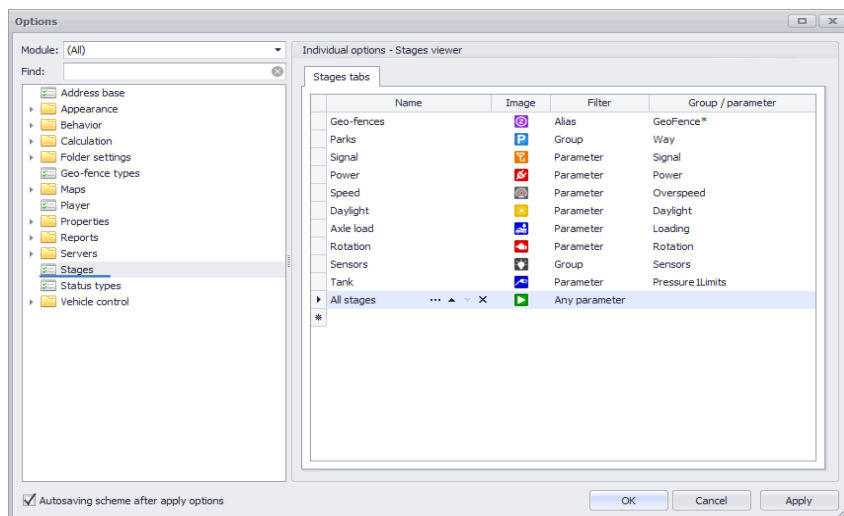 Options
Module: (All)
Find:
Address base
Appearance
Behavior
Calculation
Folder settings
Geo-fence types
Maps
Player
Properties
Reports
Servers
Stages
Status types
Vehicle control
Individual options - Stages viewer
Stages tabs
Name Image Filter Group / parameter
Geo-fences Alias GeoFence*
Parks P Group Way
Signal Parameter Signal
Power Parameter Power
Speed Parameter Overspeed
Daylight Parameter Daylight
Axle load Parameter Loading
Rotation Parameter Rotation
Sensors Group Sensors
Tank Parameter Pressure1Limits
All stages ... Any parameter
Autosaving scheme after apply options
OK Cancel Apply